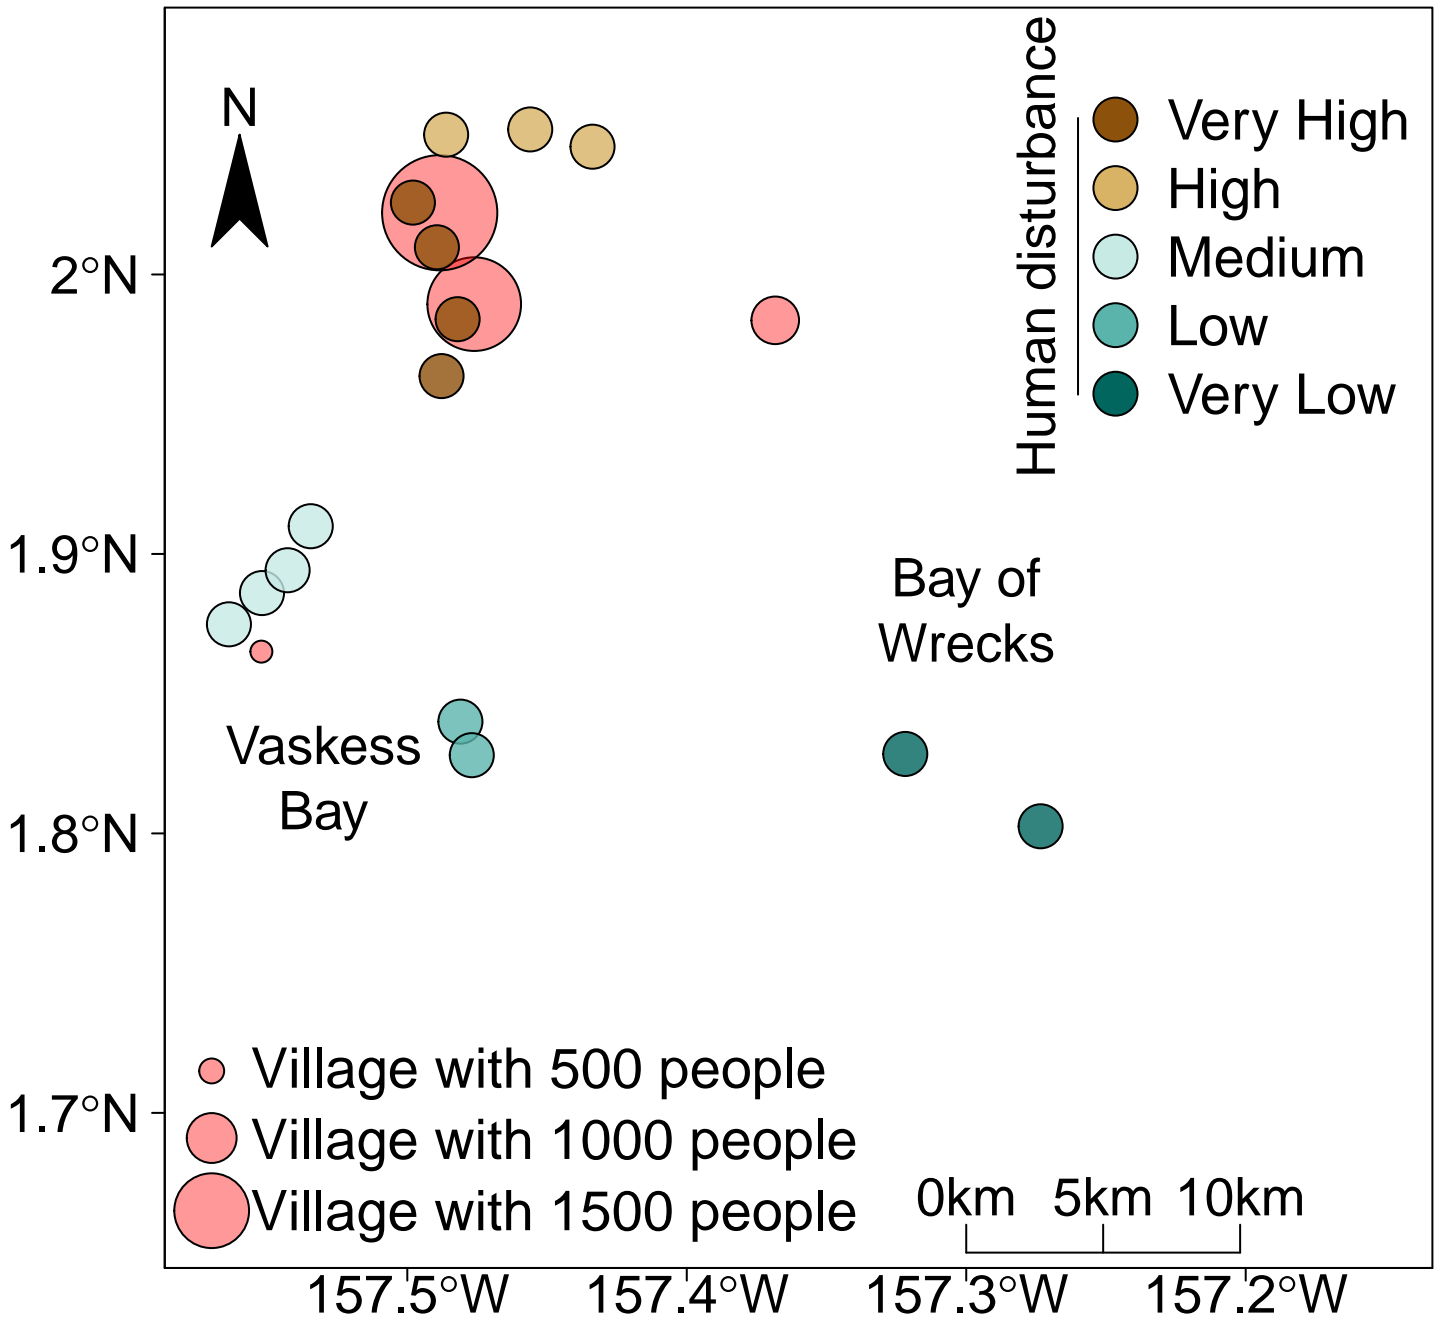 N
Human disturbance
Very High
High
Medium
Low
Very Low
2°N
1.9°N
1.8°N
1.7°N
Bay of
Wrecks
Vaskess
Bay
Village with 500 people
Village with 1000 people
Village with 1500 people
0km 5km 10km
157.5°W 157.4°W 157.3°W 157.2°W